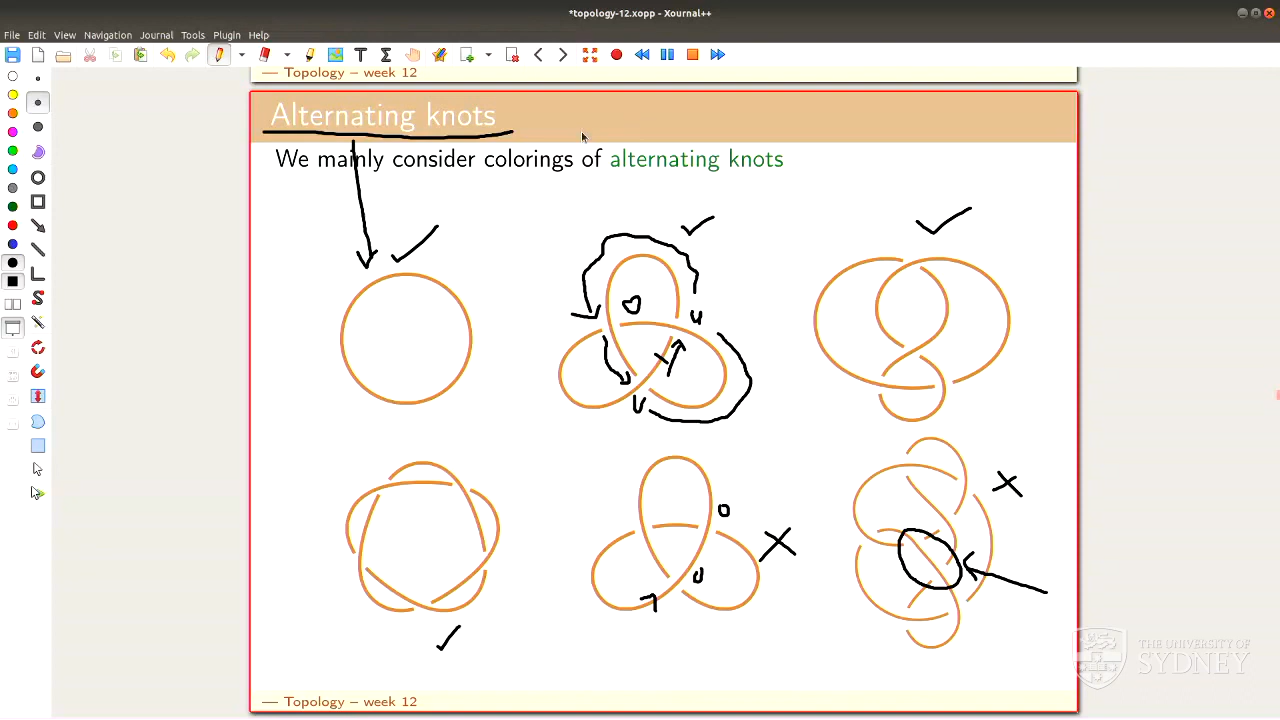 *topology-12.xopp - Xournal++
File Edit View Navigation Journal Tools Plugin Help
— Topology – week 12
Alternating knots
We mainly consider colorings of alternating knots
O
u
U
O
U
THE UNIVERSITY OF
SYDNEY
— Topology – week 12